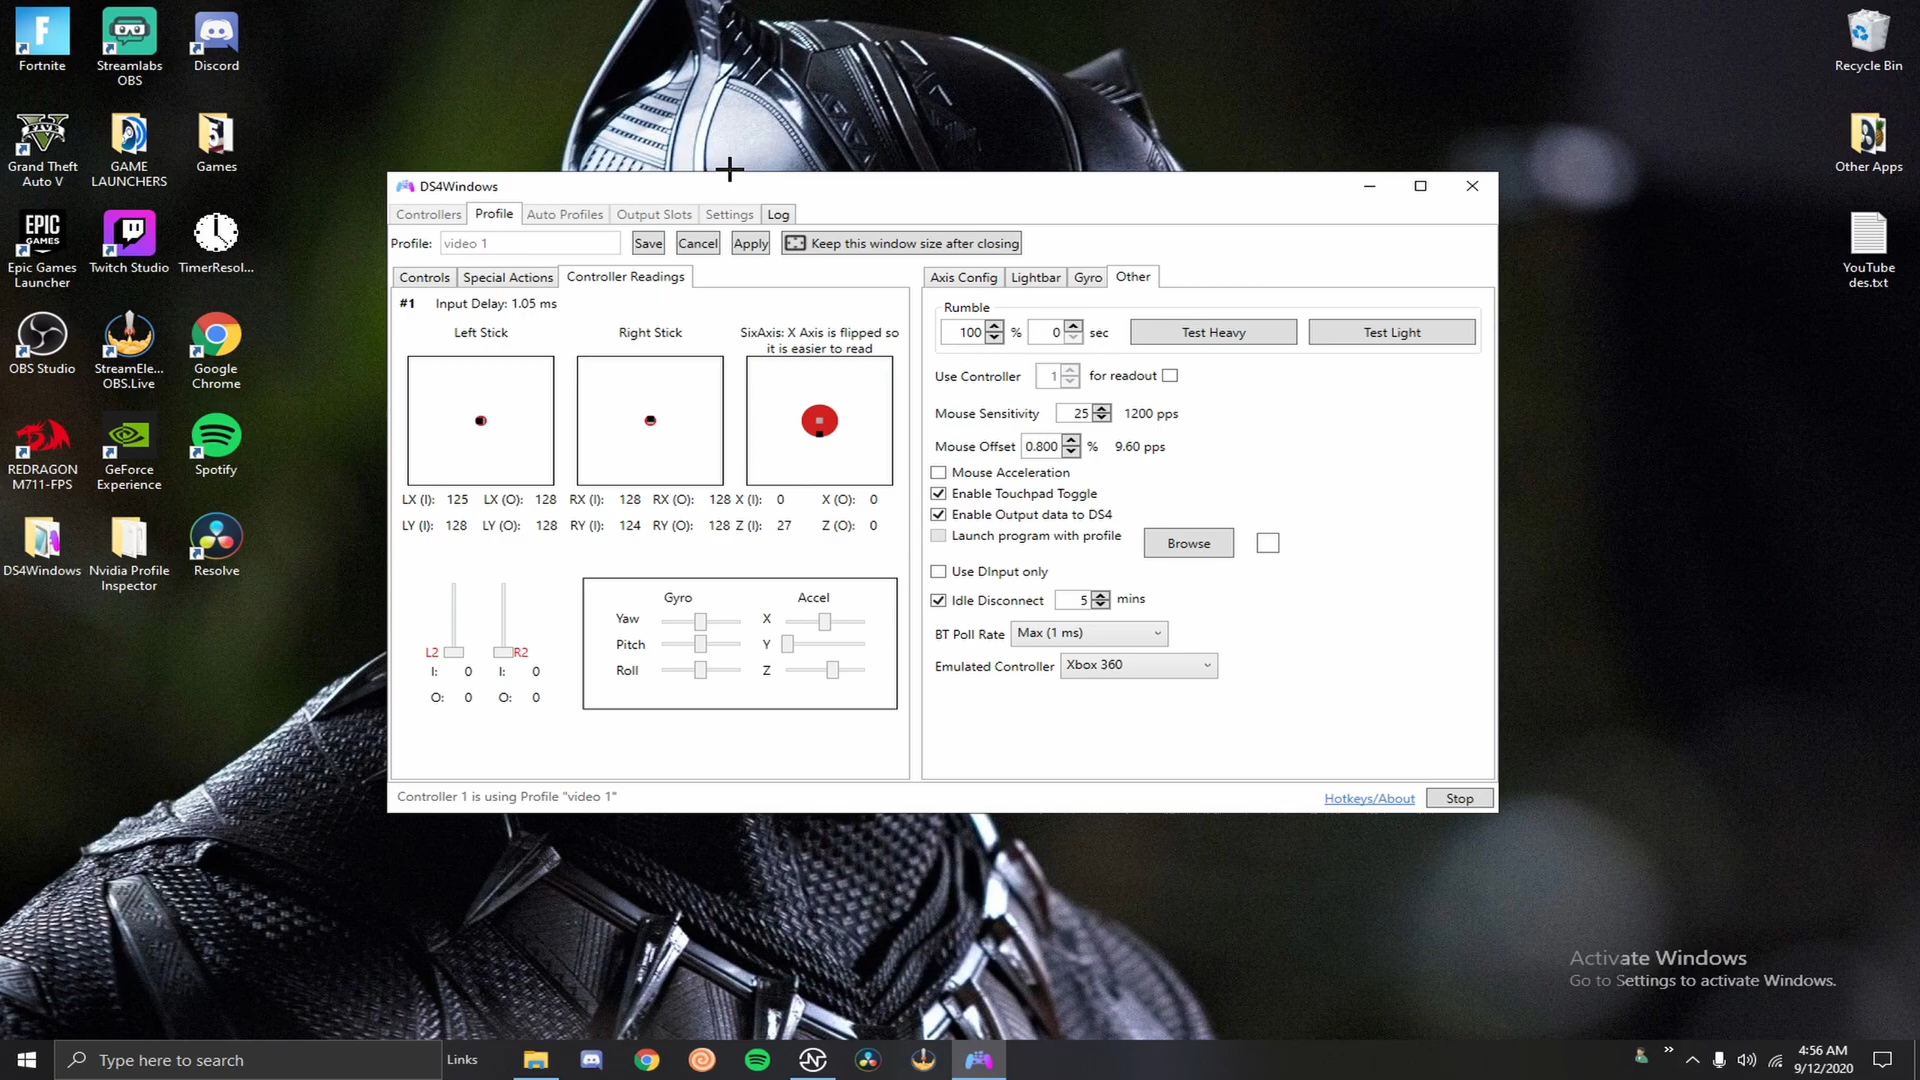 Fortnite
Streamlabs OBS
Discord
Grand Theft Auto V
GAME LAUNCHERS
Games
EPIC GAMES
Epic Games Launcher
Twitch Studio
TimerResol...
OBS Studio
StreamEle... OBS.Live
Google Chrome
REDRAGON M711-FPS
GeForce Experience
Spotify
DS4Windows
Nvidia Profile Inspector
Resolve
Recycle Bin
Other Apps
YouTube des.txt
DS4Windows
Controllers Profile Auto Profiles Output Slots Settings Log
Profile: video 1 Save Cancel Apply Keep this window size after closing
Controls Special Actions Controller Readings
#1 Input Delay: 1.05 ms
Left Stick Right Stick SixAxis: X Axis is flipped so
it is easier to read
LX (I): 125 LX (O): 128 RX (I): 128 RX (O): 128 X (I): 0 X (O): 0
LY (I): 128 LY (O): 128 RY (I): 124 RY (O): 128 Z (I): 27 Z (O): 0
L2 R2
I: 0 I: 0
O: 0 O: 0
Gyro Accel
Yaw X
Pitch Y
Roll Z
Axis Config Lightbar Gyro Other
Rumble
100 % 0 sec Test Heavy Test Light
Use Controller 1 for readout
Mouse Sensitivity 25 1200 pps
Mouse Offset 0.800 % 9.60 pps
Mouse Acceleration
Enable Touchpad Toggle
Enable Output data to DS4
Launch program with profile Browse
Use DInput only
Idle Disconnect 5 mins
BT Poll Rate Max (1 ms)
Emulated Controller Xbox 360
Controller 1 is using Profile "video 1"
Hotkeys/About Stop
Activate Windows
Go to Settings to activate Windows.
Type here to search
Links
4:56 AM
9/12/2020